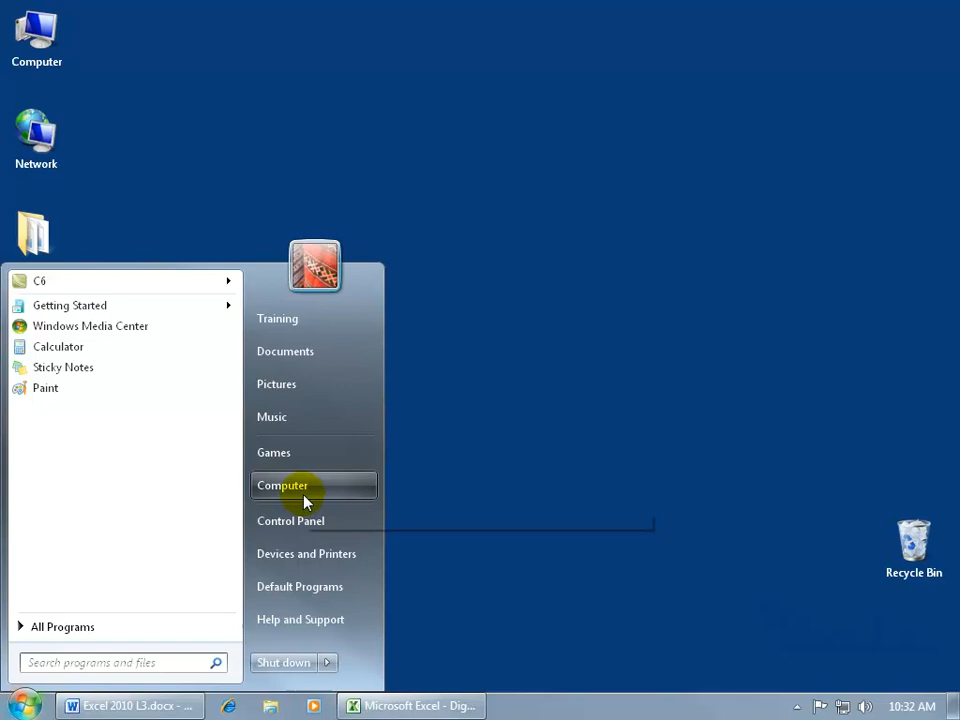 Computer
Network
C6
Getting Started
Windows Media Center
Calculator
Sticky Notes
Paint
All Programs
Search programs and files
Training
Documents
Pictures
Music
Games
Computer
Control Panel
Devices and Printers
Default Programs
Help and Support
Shut down
Recycle Bin
Excel 2010 L3.docx - ...
Microsoft Excel - Dig...
10:32 AM